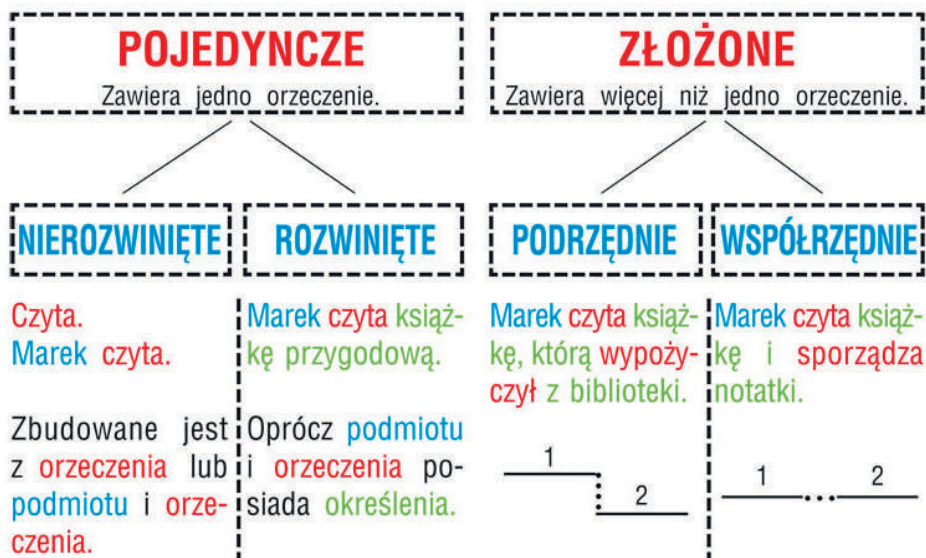 POJEDYNCZE
Zawiera jedno orzeczenie.
NIEROZWINIĘTE
Czyta.
Marek czyta.
Zbudowane jest
z orzeczenia lub
podmiotu i orze-
czenia.
ROZWINIĘTE
Marek czyta książ-
kę przygodową.
Oprócz podmiotu
i orzeczenia po-
siada określenia.
ZŁOŻONE
Zawiera więcej niż jedno orzeczenie.
PODRZĘDNIE
Marek czyta książ-
kę, którą wypoży-
czył z biblioteki.
1
2
WSPÓŁRZĘDNIE
Marek czyta książ-
kę i sporządza
notatki.
1 2